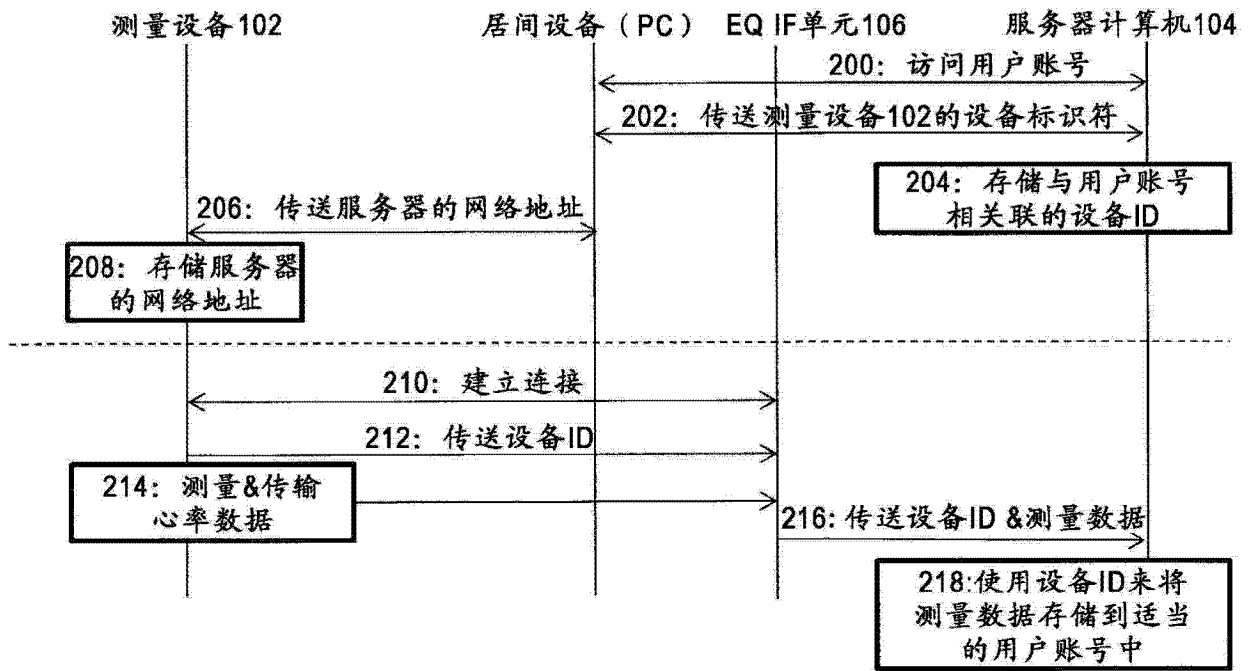 测量设备102 居间设备（PC） EQ IF单元106 服务器计算机104
200：访问用户账号
202：传送测量设备102的设备标识符
204：存储与用户账号
相关联的设备ID
206：传送服务器的网络地址
208：存储服务器
的网络地址
210：建立连接
212：传送设备ID
214：测量&传输
心率数据
216:传送设备ID &测量数据
218:使用设备ID来将
测量数据存储到适当
的用户账号中